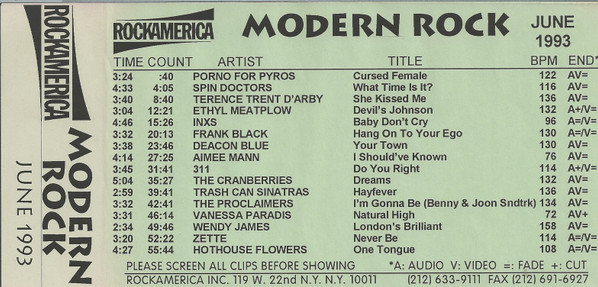 ROCKAMERICA
MODERN ROCK
JUNE 1993
ROCKAMERICA MODERN ROCK JUNE 1993
TIME COUNT ARTIST TITLE BPM END*
3:24 :40 PORNO FOR PYROS Cursed Female 122 AV=
4:33 4:05 SPIN DOCTORS What Time Is It? 116 AV=
3:40 8:40 TERENCE TRENT D'ARBY She Kissed Me 136 AV=
3:04 12:21 ETHYL MEATPLOW Devil's Johnson 132 A+/V=
4:46 15:26 INXS Baby Don't Cry 96 A=/V=
3:32 20:13 FRANK BLACK Hang On To Your Ego 130 A=/V=
3:38 23:46 DEACON BLUE Your Town 130 AV=
4:14 27:25 AIMEE MANN I Should've Known 76 AV=
3:45 31:41 311 Do You Right 114 A+/V=
5:04 35:27 THE CRANBERRIES Dreams 132 AV=
2:59 39:41 TRASH CAN SINATRAS Hayfever 136 AV=
3:32 42:41 THE PROCLAIMERS I'm Gonna Be (Benny & Joon Sndtrk) 134 AV=
3:31 46:14 VANESSA PARADIS Natural High 72 AV+
2:34 49:46 WENDY JAMES London's Brilliant 158 AV=
3:20 52:22 ZETTE Never Be 114 A=/V=
4:27 55:44 HOTHOUSE FLOWERS One Tongue 108 A=/V=
PLEASE SCREEN ALL CLIPS BEFORE SHOWING *A: AUDIO V: VIDEO =: FADE +: CUT
ROCKAMERICA INC. 119 W. 22nd N.Y. N.Y. 10011 (212) 633-9111 FAX (212) 691-6927